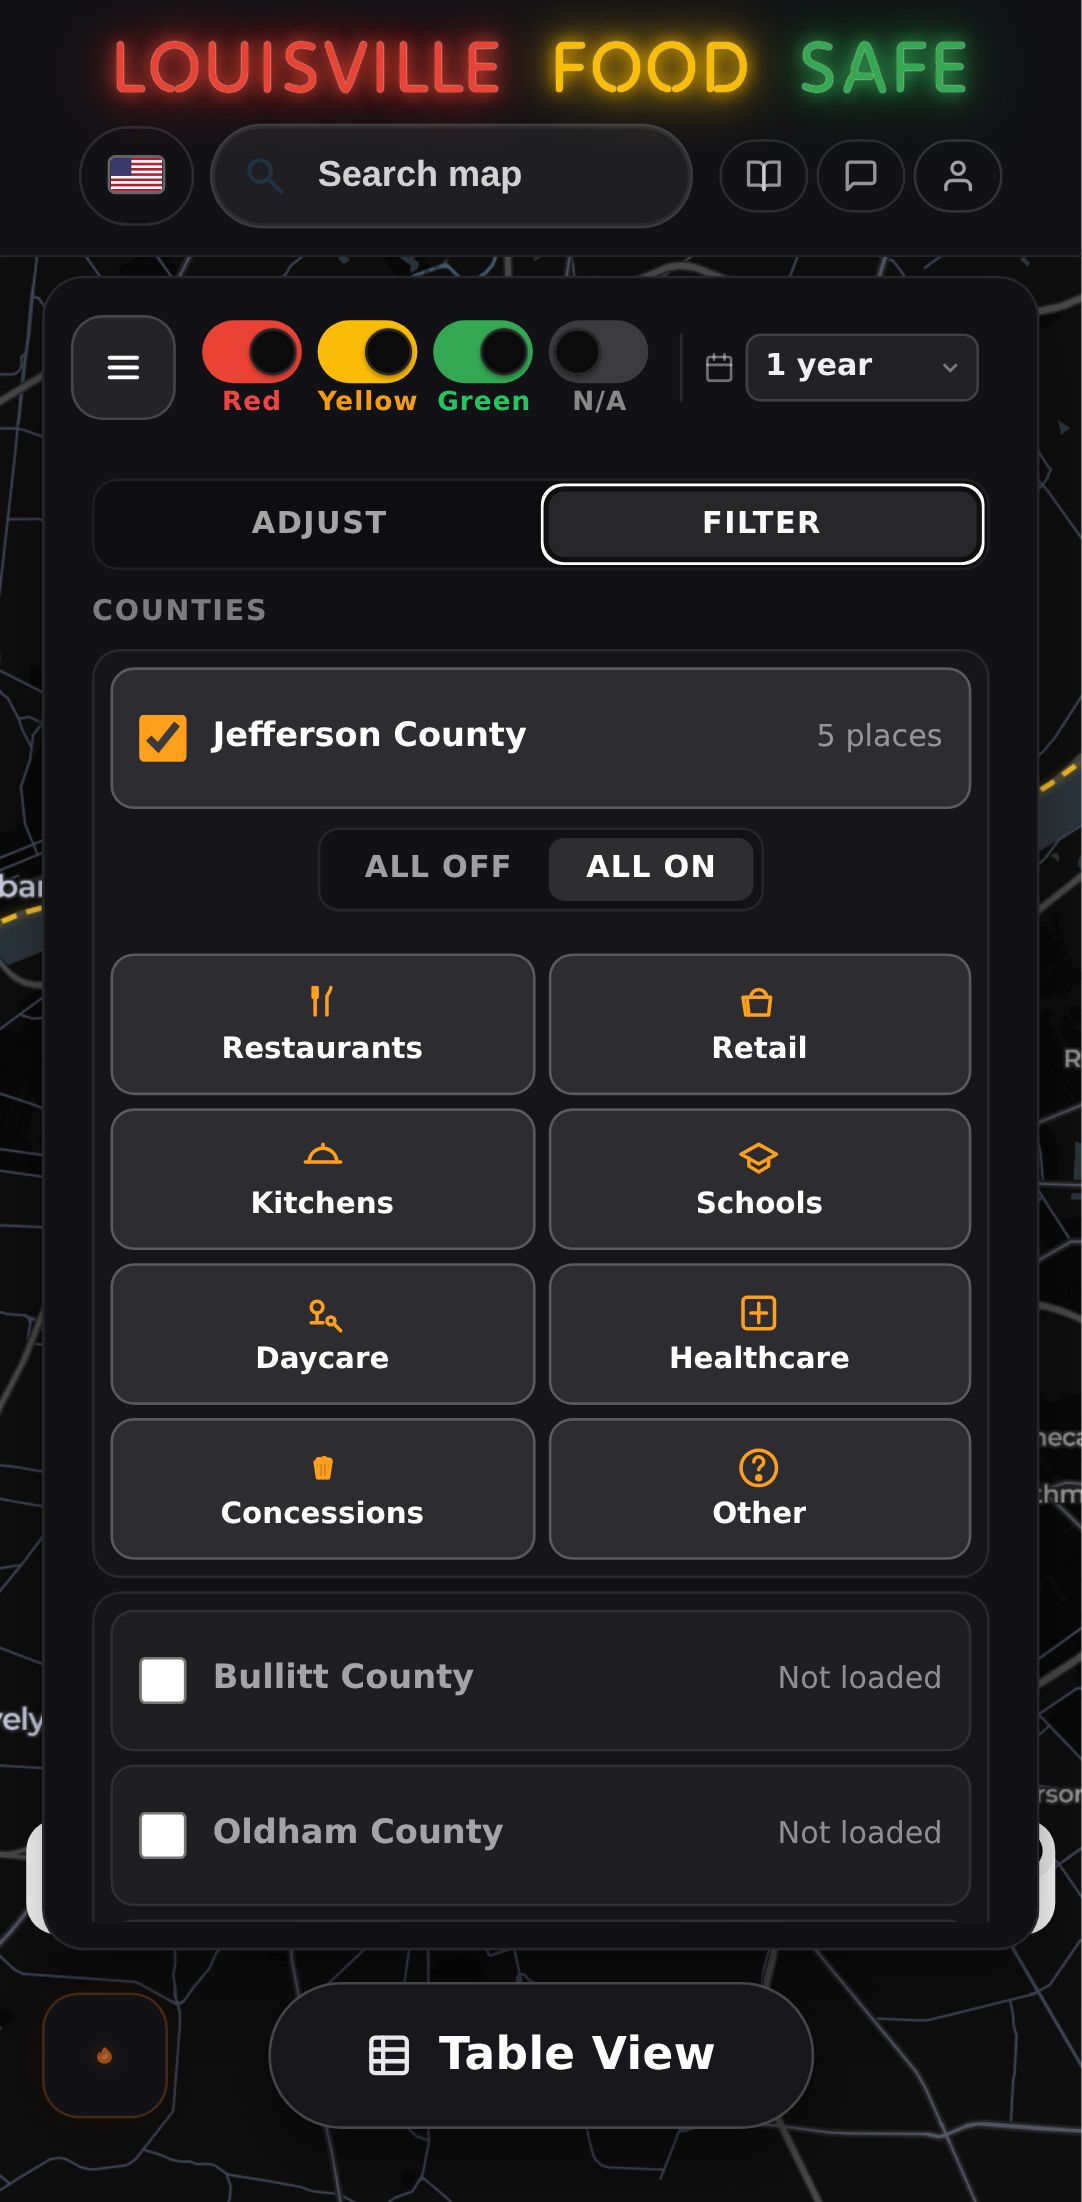 LOUISVILLE FOOD SAFE
Search map
Red Yellow Green N/A
1 year
ADJUST FILTER
COUNTIES
Jefferson County 5 places
ALL OFF ALL ON
Restaurants Retail
Kitchens Schools
Daycare Healthcare
Concessions Other
Bullitt County Not loaded
Oldham County Not loaded
Table View